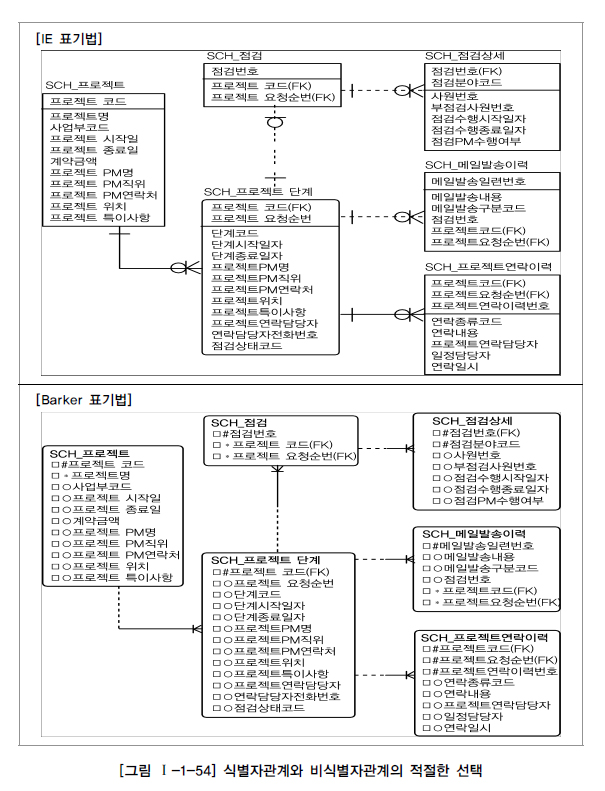 [IE 표기법]
SCH_프로젝트
프로젝트 코드
프로젝트명
사업부코드
프로젝트 시작일
프로젝트 종료일
계약금액
프로젝트 PM명
프로젝트 PM직위
프로젝트 PM연락처
프로젝트 위치
프로젝트 특이사항
SCH_점검
점검번호
프로젝트 코드(FK)
프로젝트 요청순번(FK)
SCH_프로젝트 단계
프로젝트 코드(FK)
프로젝트 요청순번
단계코드
단계시작일자
단계종료일자
프로젝트PM명
프로젝트PM직위
프로젝트PM연락처
프로젝트위치
프로젝트특이사항
프로젝트연락담당자
연락담당자전화번호
점검상태코드
SCH_점검상세
점검번호(FK)
점검분야코드
사원번호
부점검사원번호
점검수행시작일자
점검수행종료일자
점검PM수행여부
SCH_메일발송이력
메일발송일련번호
메일발송내용
메일발송구분코드
점검번호
프로젝트코드(FK)
프로젝트요청순번(FK)
SCH_프로젝트연락이력
프로젝트코드(FK)
프로젝트요청순번(FK)
프로젝트연락이력번호
연락종류코드
연락내용
프로젝트연락담당자
일정담당자
연락일시
[Barker 표기법]
SCH_프로젝트
□#프로젝트 코드
□*프로젝트명
□○사업부코드
□○프로젝트 시작일
□○프로젝트 종료일
□○계약금액
□○프로젝트 PM명
□○프로젝트 PM직위
□○프로젝트 PM연락처
□○프로젝트 위치
□○프로젝트 특이사항
SCH_점검
□#점검번호
□*프로젝트 코드(FK)
□*프로젝트 요청순번(FK)
SCH_프로젝트 단계
□#프로젝트 코드(FK)
□○프로젝트 요청순번
□○단계코드
□○단계시작일자
□○단계종료일자
□○프로젝트PM명
□○프로젝트PM직위
□○프로젝트PM연락처
□○프로젝트위치
□○프로젝트특이사항
□○프로젝트연락담당자
□○연락담당자전화번호
□○점검상태코드
SCH_점검상세
□#점검번호(FK)
□#점검분야코드
□○사원번호
□○부점검사원번호
□○점검수행시작일자
□○점검수행종료일자
□○점검PM수행여부
SCH_메일발송이력
□#메일발송일련번호
□○메일발송내용
□○메일발송구분코드
□○점검번호
□*프로젝트코드(FK)
□*프로젝트요청순번(FK)
SCH_프로젝트연락이력
□#프로젝트코드(FK)
□#프로젝트요청순번(FK)
□#프로젝트연락이력번호
□○연락종류코드
□○연락내용
□○프로젝트연락담당자
□○일정담당자
□○연락일시
[그림 Ⅰ-1-54] 식별자관계와 비식별자관계의 적절한 선택